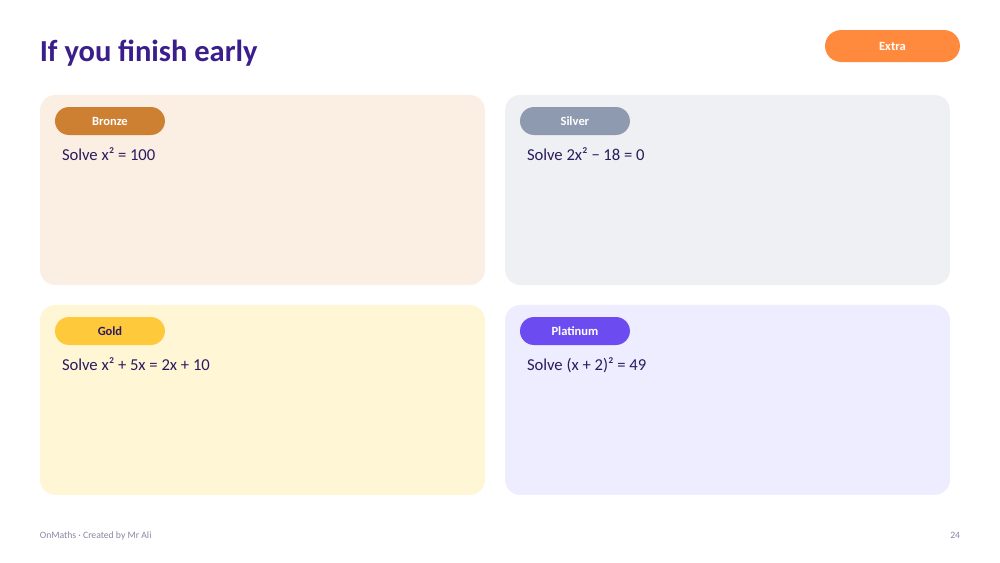 If you finish early
Extra
Bronze
Solve x² = 100
Silver
Solve 2x² − 18 = 0
Gold
Solve x² + 5x = 2x + 10
Platinum
Solve (x + 2)² = 49
OnMaths · Created by Mr Ali
24